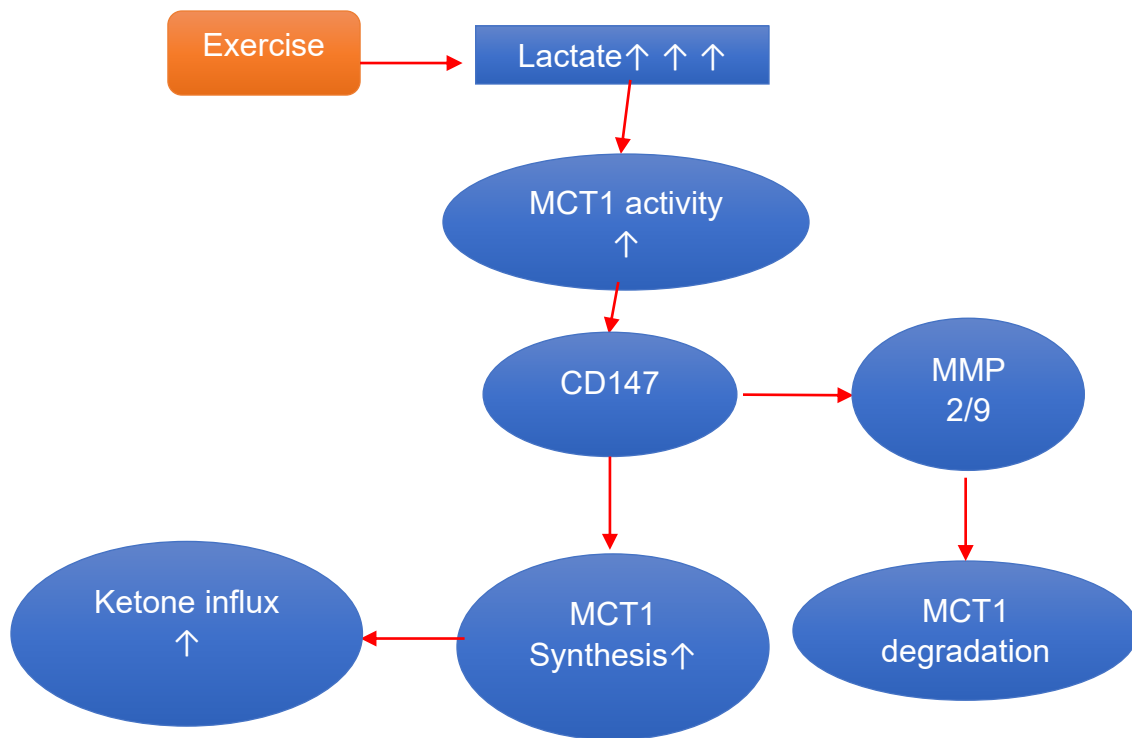 Exercise
Lactate↑ ↑ ↑
MCT1 activity
↑
CD147
MMP
2/9
Ketone influx
↑
MCT1
Synthesis↑
MCT1
degradation